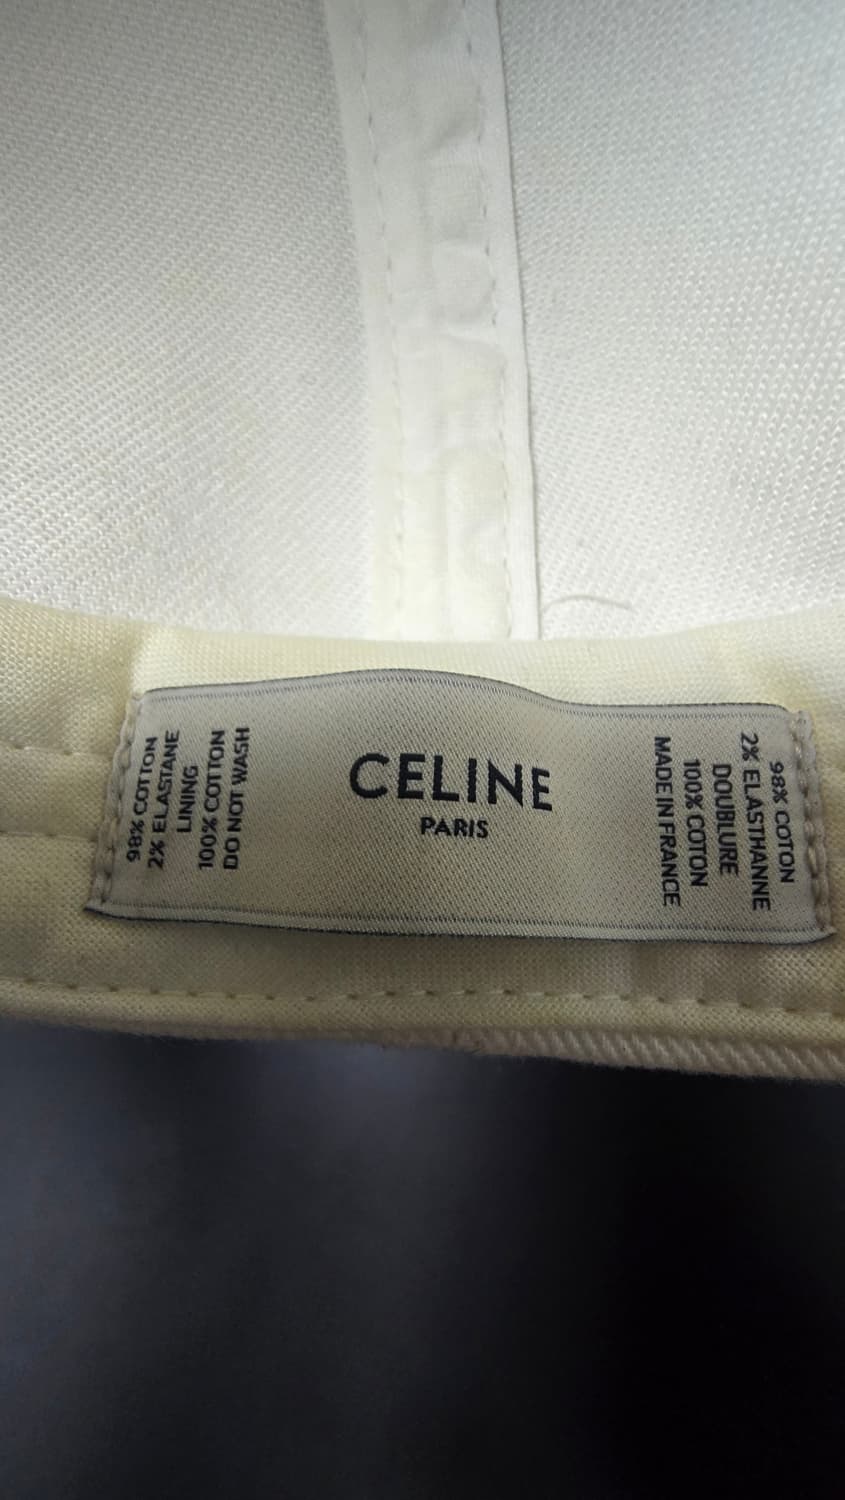 98% COTTON
2% ELASTANE
LINING
100% COTTON
DO NOT WASH
CELINE
PARIS
98% COTON
2% ELASTHANNE
DOUBLURE
100% COTON
MADE IN FRANCE